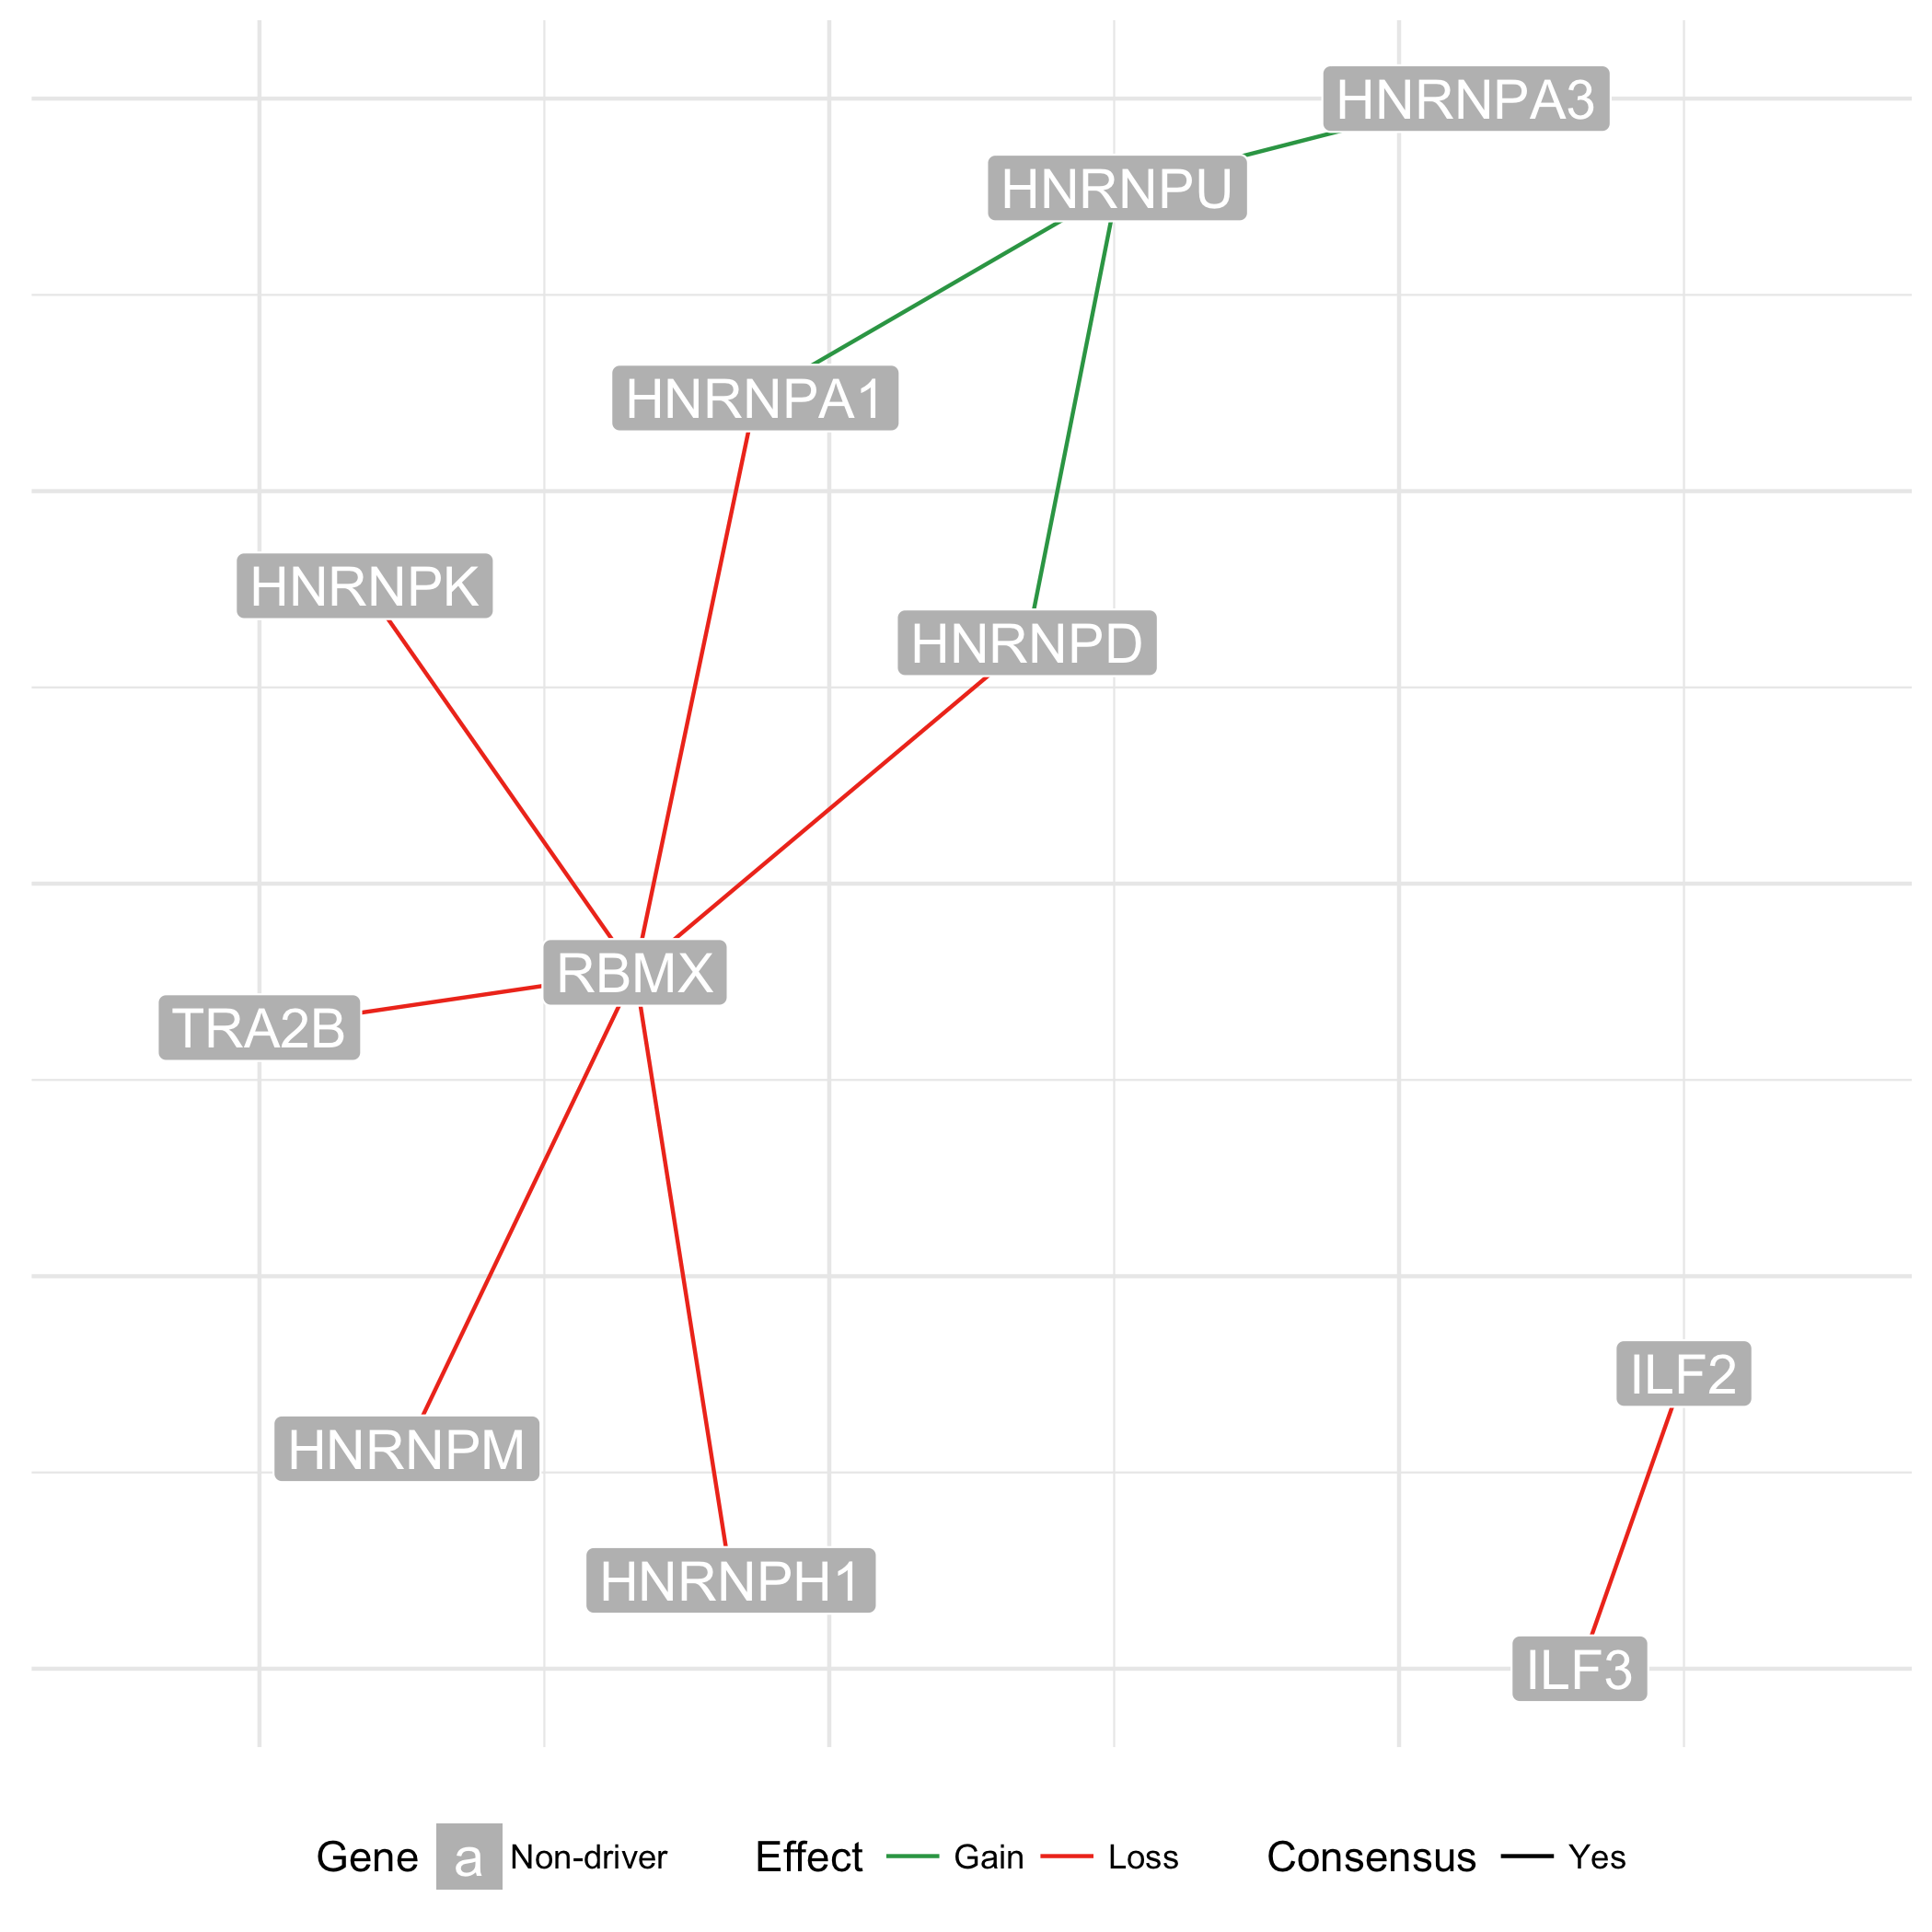 HNRNPA3
HNRNPU
HNRNPA1
HNRNPK
HNRNPD
RBMX
TRA2B
ILF2
HNRNPM
HNRNPH1
ILF3
Gene a Non-driver Effect Gain Loss Consensus Yes